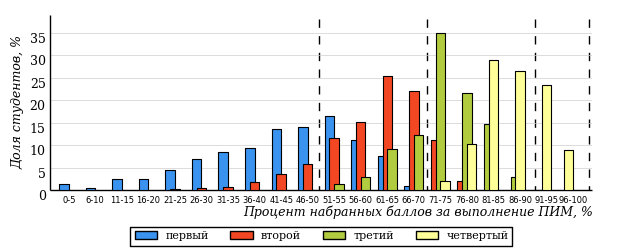 Доля студентов, %
35
30
25
20
15
10
5
0
0-5 6-10 11-15 16-20 21-25 26-30 31-35 36-40 41-45 46-50 51-55 56-60 61-65 66-70 71-75 76-80 81-85 86-90 91-95 96-100
Процент набранных баллов за выполнение ПИМ, %
первый второй третий четвертый